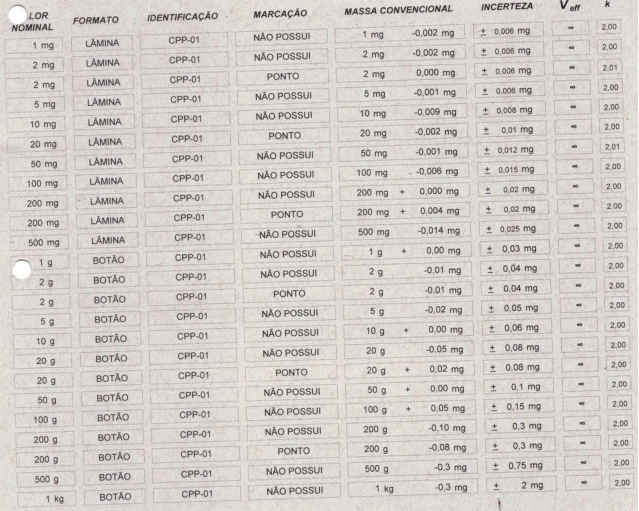 LOR NOMINAL FORMATO IDENTIFICAÇÃO MARCAÇÃO MASSA CONVENCIONAL INCERTEZA Veff k
1 mg LÂMINA CPP-01 NÃO POSSUI 1 mg -0,002 mg ± 0,006 mg ∞ 2,00
2 mg LÂMINA CPP-01 NÃO POSSUI 2 mg -0,002 mg ± 0,006 mg ∞ 2,00
2 mg LÂMINA CPP-01 PONTO 2 mg 0,000 mg ± 0,006 mg ∞ 2,01
5 mg LÂMINA CPP-01 NÃO POSSUI 5 mg -0,001 mg ± 0,006 mg ∞ 2,00
10 mg LÂMINA CPP-01 NÃO POSSUI 10 mg -0,009 mg ± 0,008 mg ∞ 2,00
20 mg LÂMINA CPP-01 PONTO 20 mg -0,002 mg ± 0,01 mg ∞ 2,00
50 mg LÂMINA CPP-01 NÃO POSSUI 50 mg -0,001 mg ± 0,012 mg ∞ 2,01
100 mg LÂMINA CPP-01 NÃO POSSUI 100 mg -0,006 mg ± 0,015 mg ∞ 2,00
200 mg LÂMINA CPP-01 NÃO POSSUI 200 mg + 0,000 mg ± 0,02 mg ∞ 2,00
200 mg LÂMINA CPP-01 PONTO 200 mg + 0,004 mg ± 0,02 mg ∞ 2,00
500 mg LÂMINA CPP-01 NÃO POSSUI 500 mg -0,014 mg ± 0,025 mg ∞ 2,00
1 g BOTÃO CPP-01 NÃO POSSUI 1 g + 0,00 mg ± 0,03 mg ∞ 2,00
2 g BOTÃO CPP-01 NÃO POSSUI 2 g -0,01 mg ± 0,04 mg ∞ 2,00
2 g BOTÃO CPP-01 PONTO 2 g -0,01 mg ± 0,04 mg ∞ 2,00
5 g BOTÃO CPP-01 NÃO POSSUI 5 g -0,02 mg ± 0,05 mg ∞ 2,00
10 g BOTÃO CPP-01 NÃO POSSUI 10 g + 0,00 mg ± 0,06 mg ∞ 2,00
20 g BOTÃO CPP-01 NÃO POSSUI 20 g -0,05 mg ± 0,08 mg ∞ 2,00
20 g BOTÃO CPP-01 PONTO 20 g + 0,02 mg ± 0,08 mg ∞ 2,00
50 g BOTÃO CPP-01 NÃO POSSUI 50 g + 0,00 mg ± 0,1 mg ∞ 2,00
100 g BOTÃO CPP-01 NÃO POSSUI 100 g + 0,05 mg ± 0,15 mg ∞ 2,00
200 g BOTÃO CPP-01 NÃO POSSUI 200 g -0,10 mg ± 0,3 mg ∞ 2,00
200 g BOTÃO CPP-01 PONTO 200 g -0,08 mg ± 0,3 mg ∞ 2,00
500 g BOTÃO CPP-01 NÃO POSSUI 500 g -0,3 mg ± 0,75 mg ∞ 2,00
1 kg BOTÃO CPP-01 NÃO POSSUI 1 kg -0,3 mg ± 2 mg ∞ 2,00